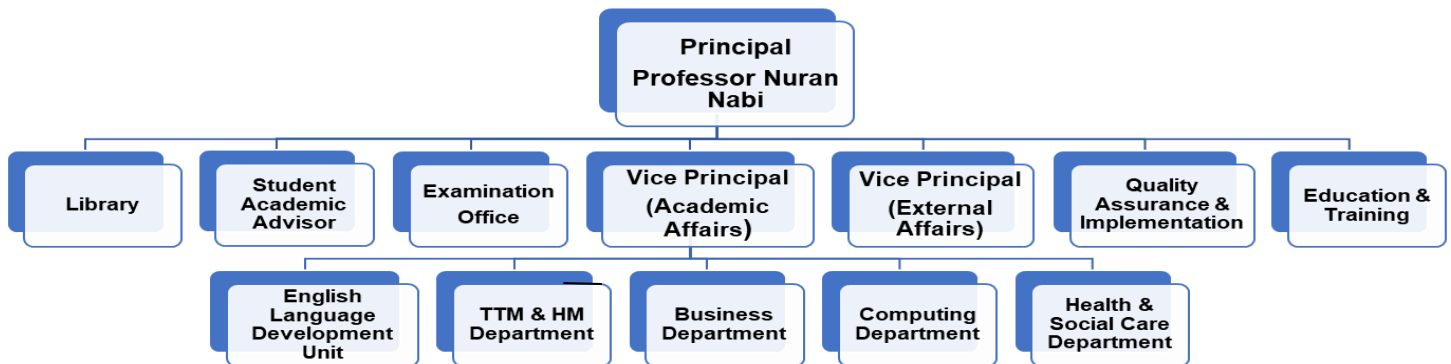 Principal
Professor Nuran
Nabi
Library
Student
Academic
Advisor
Examination
Office
Vice Principal
(Academic
Affairs)
Vice Principal
(External
Affairs)
Quality
Assurance &
Implementation
Education &
Training
English
Language
Development
Unit
TTM & HM
Department
Business
Department
Computing
Department
Health &
Social Care
Department